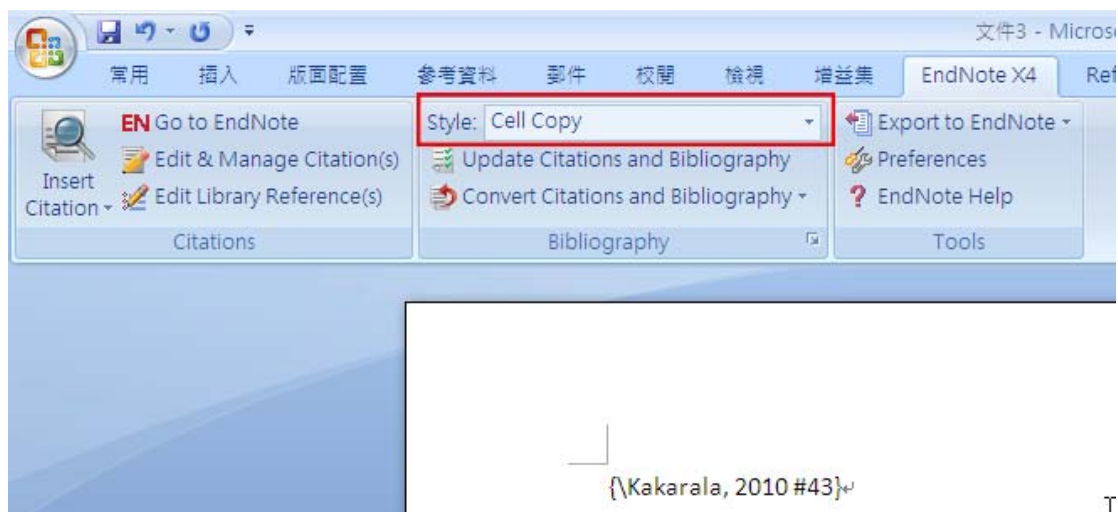 文件3 - Micros
常用 插入 版面配置 參考資料 郵件 校閱 檢視 增益集 EndNote X4 Ref
EN Go to EndNote
Edit & Manage Citation(s)
Edit Library Reference(s)
Insert Citation
Citations
Style: Cell Copy
Update Citations and Bibliography
Convert Citations and Bibliography
Bibliography
Export to EndNote
Preferences
? EndNote Help
Tools
{\Kakarala, 2010 #43}↵